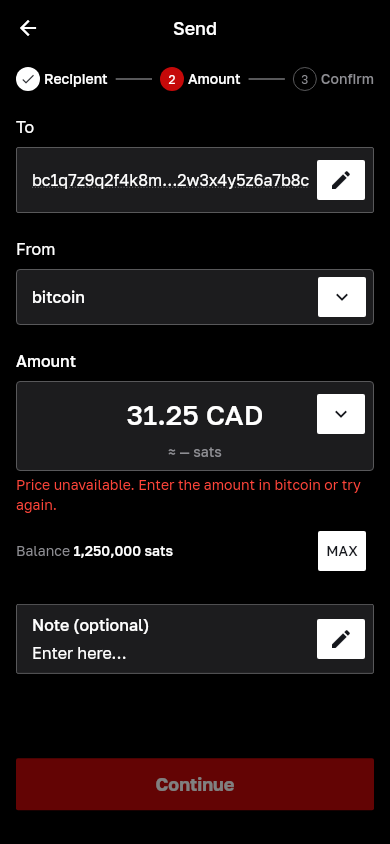 Send
Recipient 2 Amount 3 Confirm
To
bc1q7z9q2f4k8m...2w3x4y5z6a7b8c
From
bitcoin
Amount
31.25 CAD
≈ — sats
Price unavailable. Enter the amount in bitcoin or try
again.
Balance 1,250,000 sats
MAX
Note (optional)
Enter here...
Continue